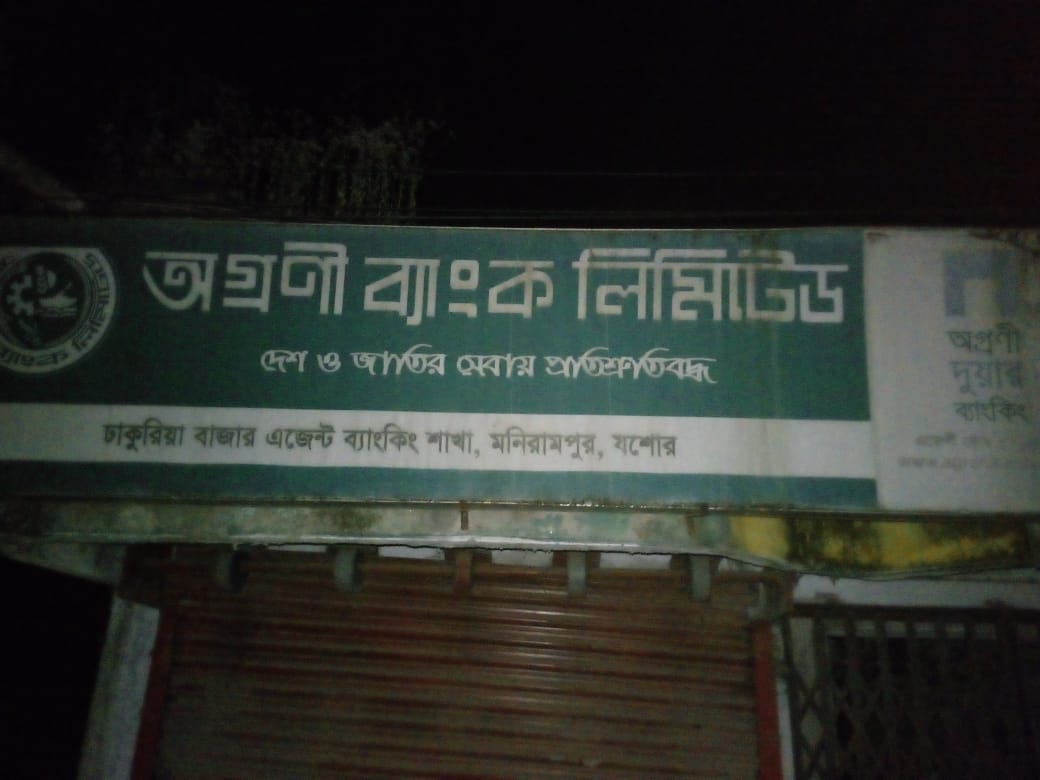 অগ্রণী ব্যাংক লিমিটেড
দেশ ও জাতির সেবায় প্রতিশ্রুতিবদ্ধ
ঢাকুরিয়া বাজার এজেন্ট ব্যাংকিং শাখা, মনিরামপুর, যশোর
অগ্রণী
দুয়ার
ব্যাংকিং